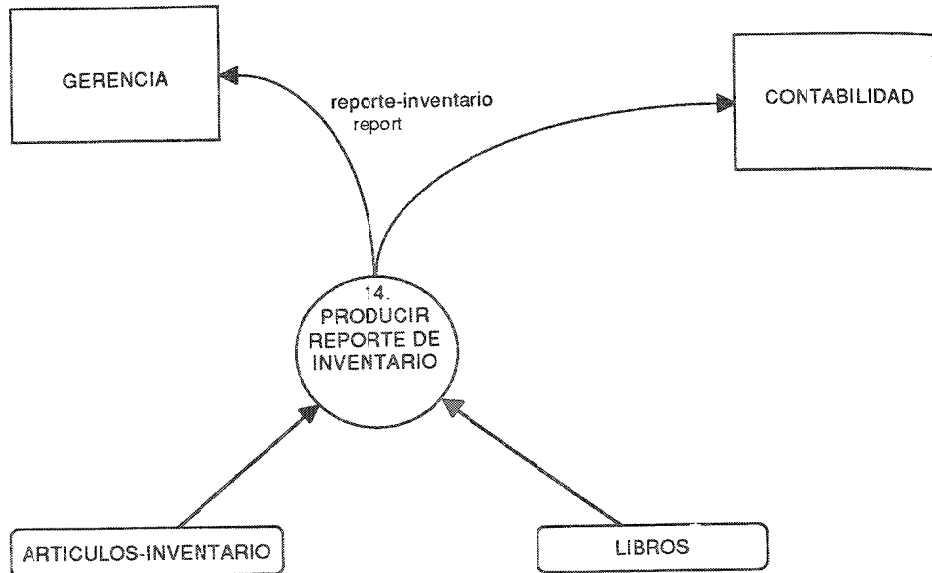 GERENCIA
reporte-inventario
report
CONTABILIDAD
14.
PRODUCIR
REPORTE DE
INVENTARIO
ARTICULOS-INVENTARIO
LIBROS